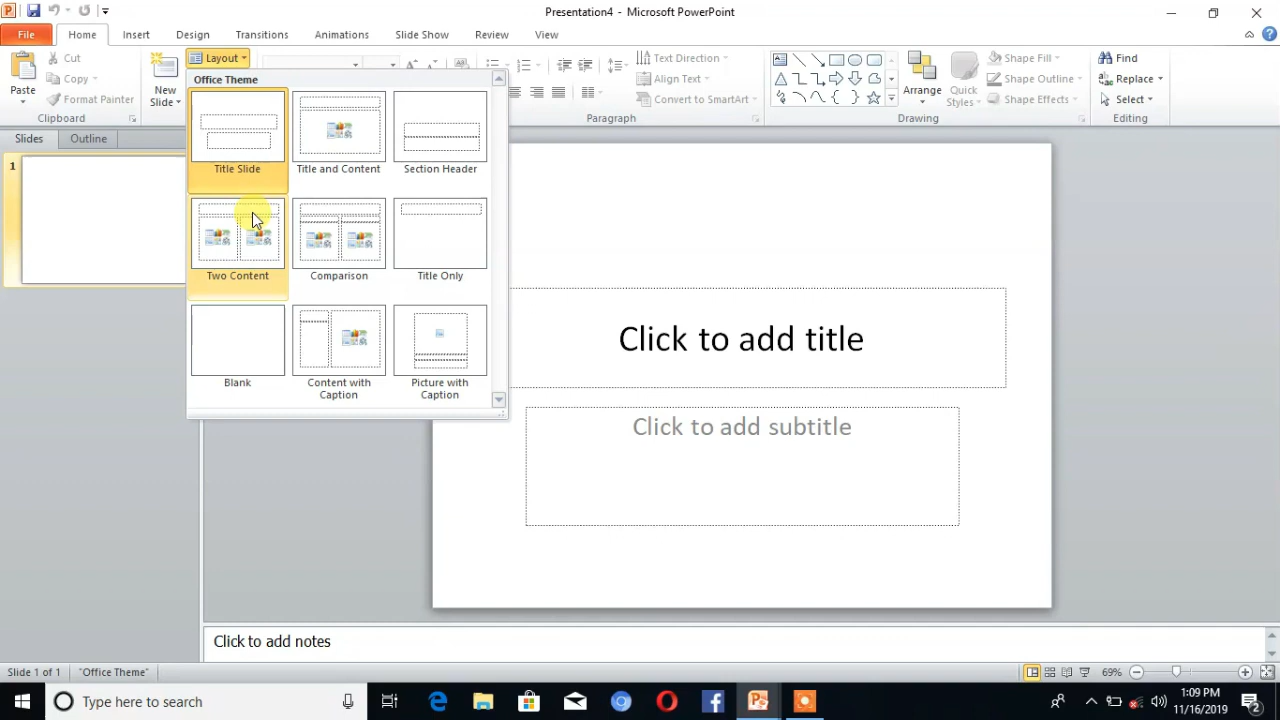 Presentation4 - Microsoft PowerPoint
File Home Insert Design Transitions Animations Slide Show Review View
Cut
Copy
Format Painter
Paste
Clipboard
New
Slide
Layout
Text Direction
Align Text
Convert to SmartArt
Paragraph
Arrange
Quick
Styles
Shape Fill
Shape Outline
Shape Effects
Drawing
Find
Replace
Select
Editing
Office Theme
Title Slide
Title and Content
Section Header
Two Content
Comparison
Title Only
Blank
Content with
Caption
Picture with
Caption
Slides Outline
1
Click to add title
Click to add subtitle
Click to add notes
Slide 1 of 1 "Office Theme" 69%
Type here to search
1:09 PM
11/16/2019
2